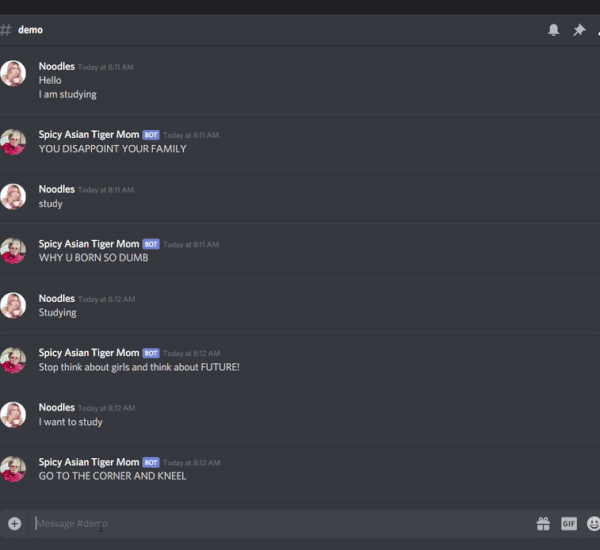 # demo
Noodles Today at 8:11 AM
Hello
I am studying
Spicy Asian Tiger Mom BOT Today at 8:11 AM
YOU DISAPPOINT YOUR FAMILY
Noodles Today at 8:11 AM
study
Spicy Asian Tiger Mom BOT Today at 8:11 AM
WHY U BORN SO DUMB
Noodles Today at 8:12 AM
Studying
Spicy Asian Tiger Mom BOT Today at 8:12 AM
Stop think about girls and think about FUTURE!
Noodles Today at 8:12 AM
I want to study
Spicy Asian Tiger Mom BOT Today at 8:12 AM
GO TO THE CORNER AND KNEEL
Message #demo
GIF